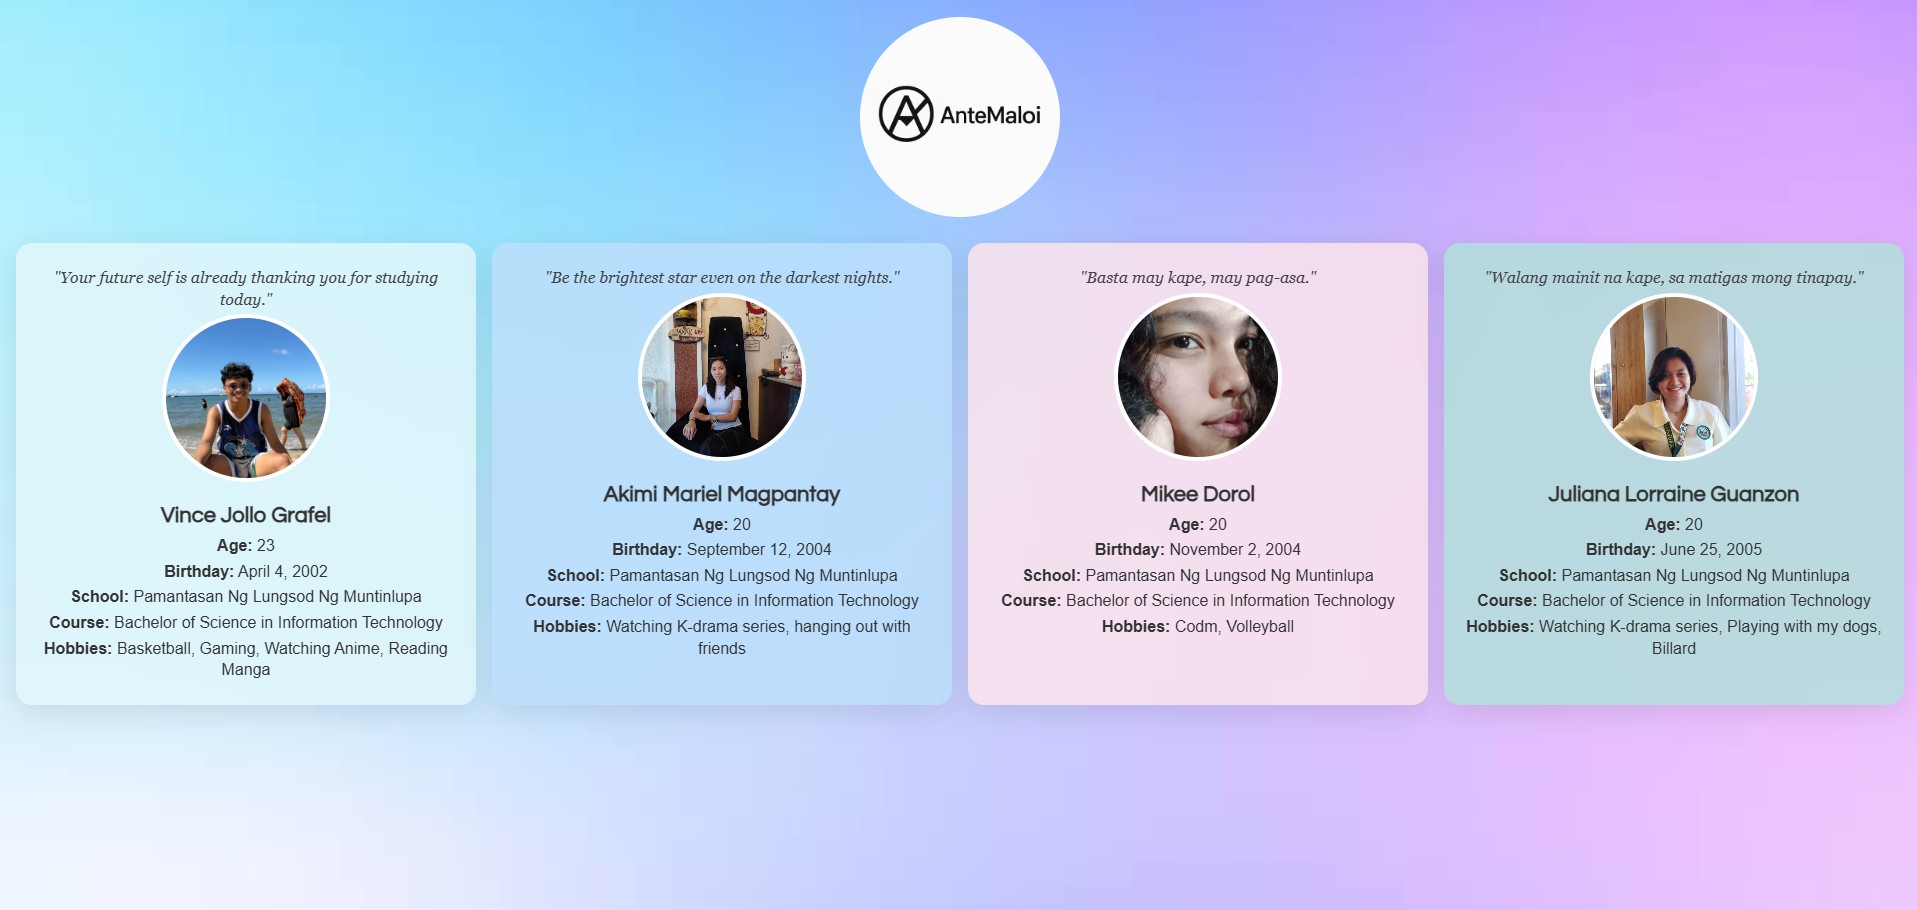 AnteMaloi
"Your future self is already thanking you for studying
today."
Vince Jollo Grafel
Age: 23
Birthday: April 4, 2002
School: Pamantasan Ng Lungsod Ng Muntinlupa
Course: Bachelor of Science in Information Technology
Hobbies: Basketball, Gaming, Watching Anime, Reading
Manga
"Be the brightest star even on the darkest nights."
Akimi Mariel Magpantay
Age: 20
Birthday: September 12, 2004
School: Pamantasan Ng Lungsod Ng Muntinlupa
Course: Bachelor of Science in Information Technology
Hobbies: Watching K-drama series, hanging out with
friends
"Basta may kape, may pag-asa."
Mikee Dorol
Age: 20
Birthday: November 2, 2004
School: Pamantasan Ng Lungsod Ng Muntinlupa
Course: Bachelor of Science in Information Technology
Hobbies: Codm, Volleyball
"Walang mainit na kape, sa matigas mong tinapay."
Juliana Lorraine Guanzon
Age: 20
Birthday: June 25, 2005
School: Pamantasan Ng Lungsod Ng Muntinlupa
Course: Bachelor of Science in Information Technology
Hobbies: Watching K-drama series, Playing with my dogs,
Billard